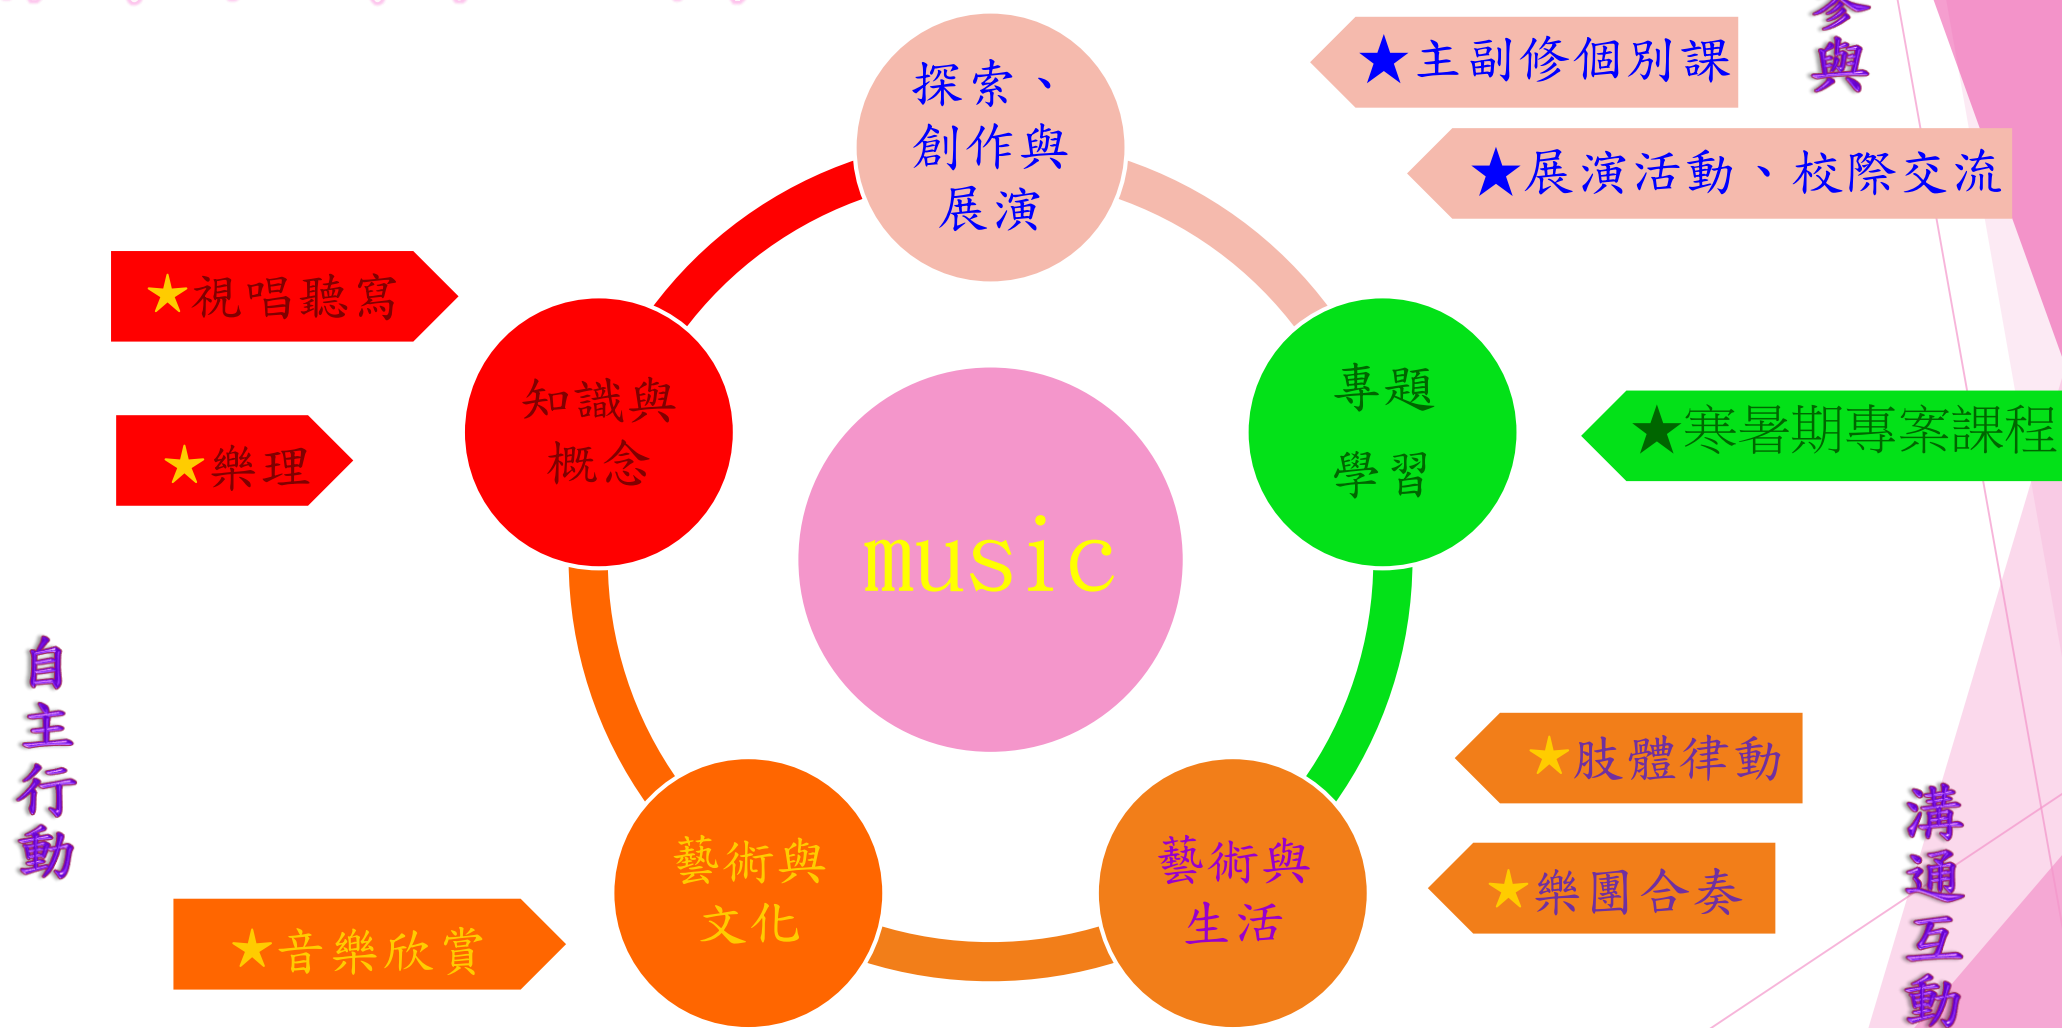 探索、
創作與
展演
★主副修個別課
★展演活動、校際交流
參與
★視唱聽寫
★樂理
知識與
概念
專題
學習
★寒暑期專案課程
music
自主行動
藝術與
文化
★音樂欣賞
藝術與
生活
★肢體律動
★樂團合奏
溝通互動